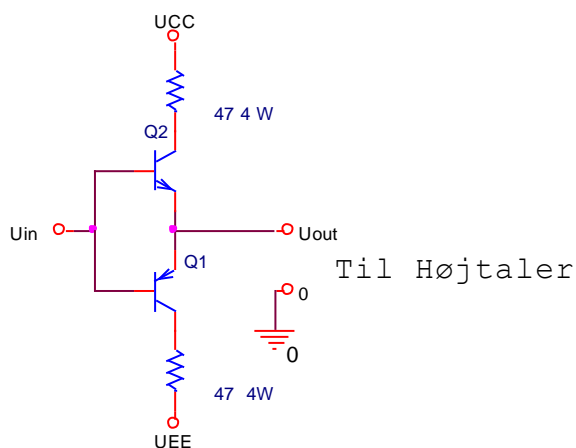 UCC
47 4 W
Q2
Uin
Uout
Q1
Til Højtaler
0
0
47 4W
UEE